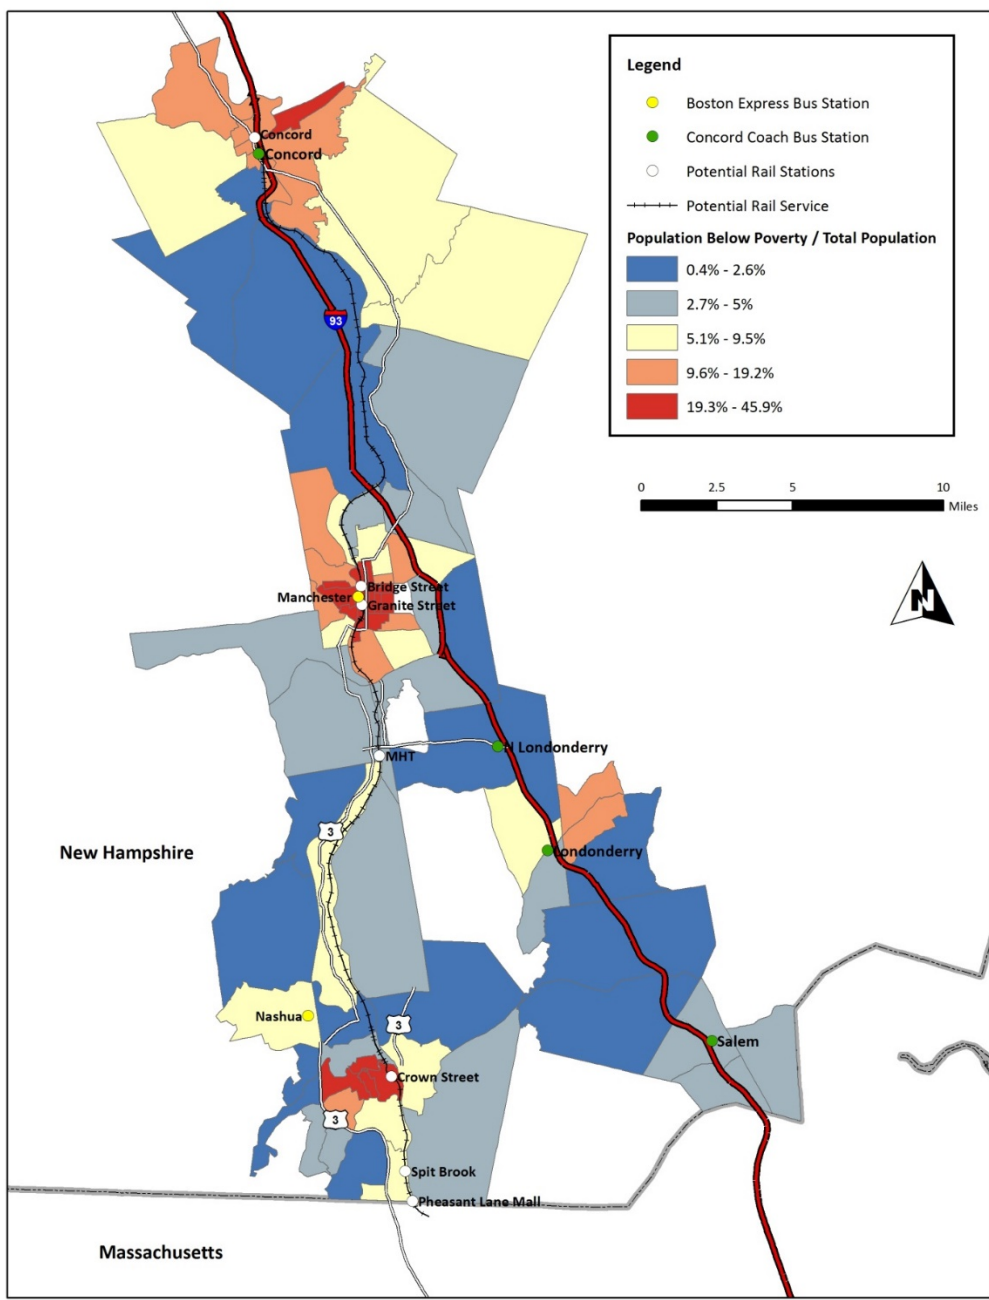 Legend
Boston Express Bus Station
Concord Coach Bus Station
Potential Rail Stations
Potential Rail Service
Population Below Poverty / Total Population
0.4% - 2.6%
2.7% - 5%
5.1% - 9.5%
9.6% - 19.2%
19.3% - 45.9%
Concord
Concord
93
0 2.5 5 10
Miles
N
Bridge Street
Manchester
Granite Street
N Londonderry
MHT
3
New Hampshire
Londonderry
Nashua
3
Salem
Crown Street
3
Spit Brook
Pheasant Lane Mall
Massachusetts